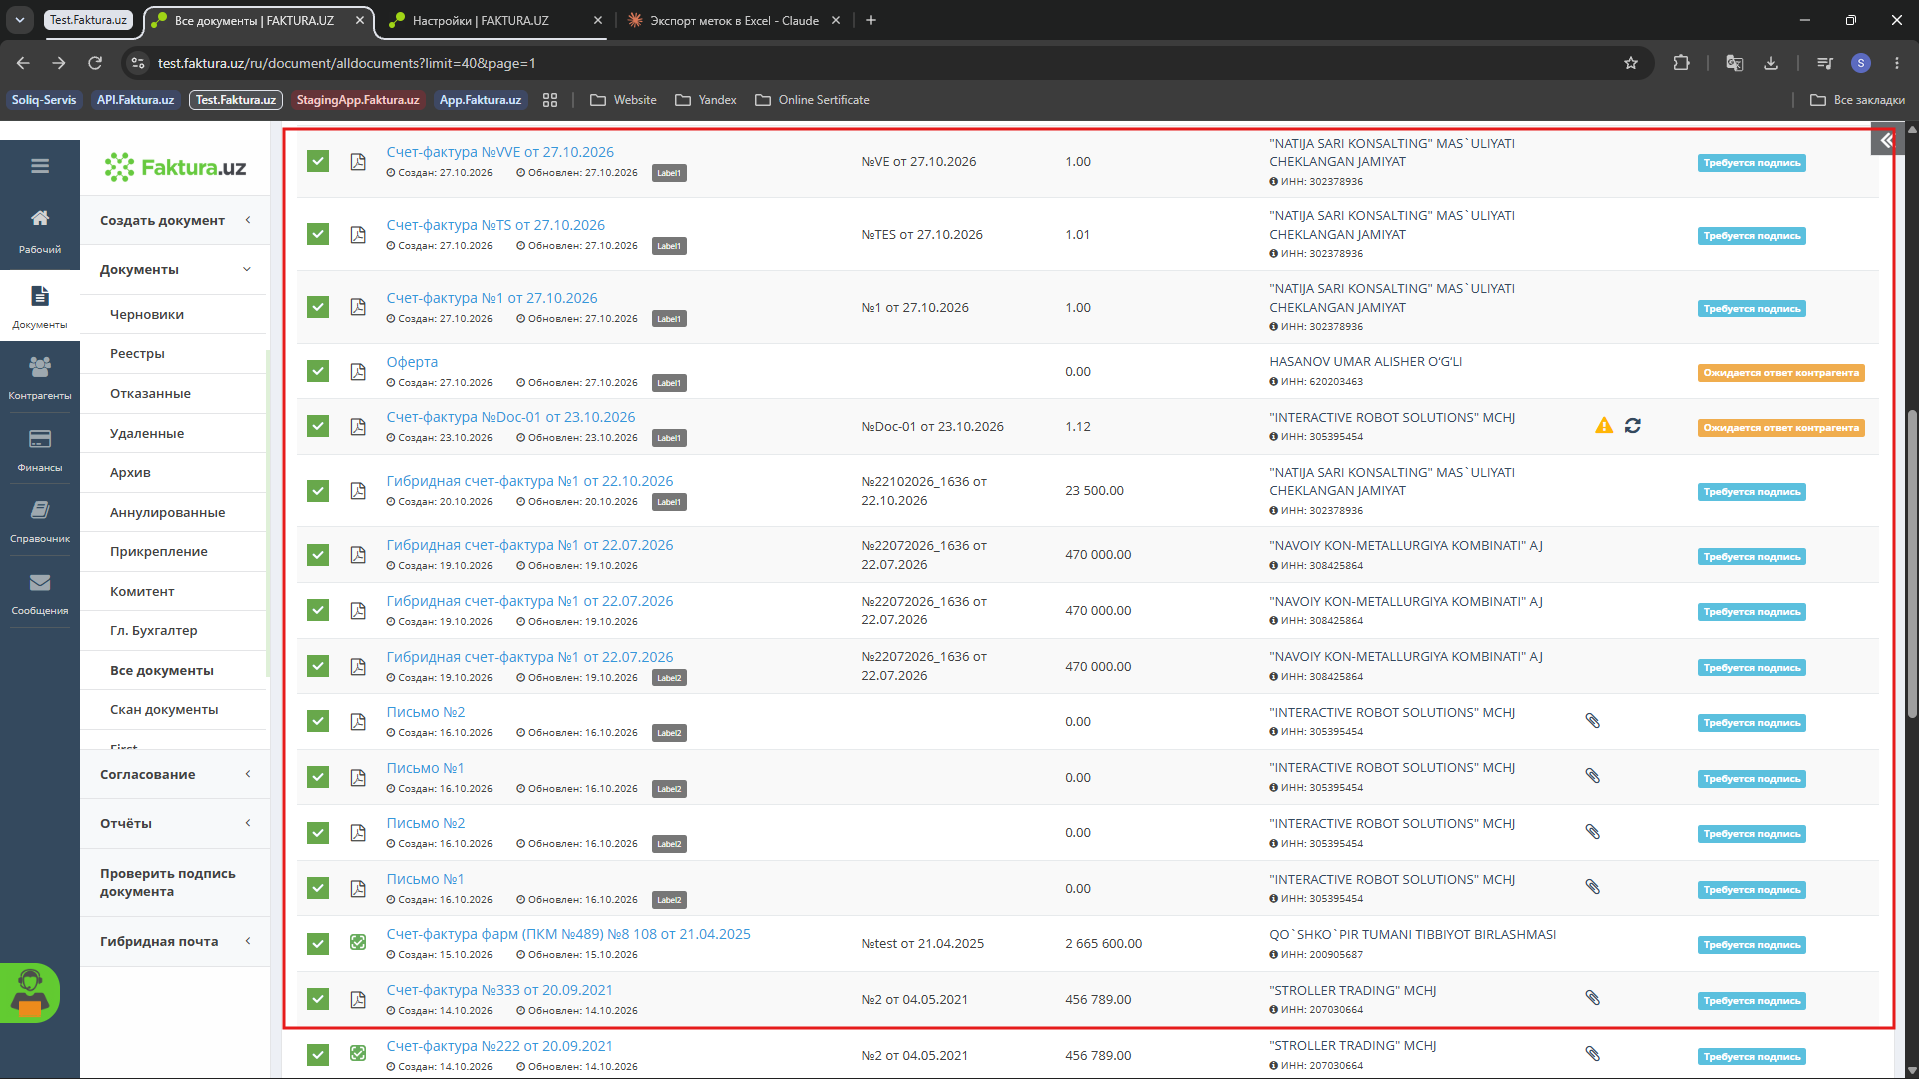 Test.Faktura.uz
Все документы | FAKTURA.UZ
Настройки | FAKTURA.UZ
Экспорт меток в Excel - Claude
test.faktura.uz/ru/document/alldocuments?limit=40&page=1
S
Soliq-Servis
API.Faktura.uz
Test.Faktura.uz
StagingApp.Faktura.uz
App.Faktura.uz
Website
Yandex
Online Sertificate
Все закладки
Рабочий
Документы
Контрагенты
Финансы
Справочник
Сообщения
Faktura.uz
Создать документ
Документы
Черновики
Реестры
Отказанные
Удаленные
Архив
Аннулированные
Прикрепление
Комитент
Гл. Бухгалтер
Все документы
Скан документы
First
Согласование
Отчёты
Проверить подпись
документа
Гибридная почта
Счет-фактура №VVE от 27.10.2026
Создан: 27.10.2026 Обновлен: 27.10.2026 Label1
№VE от 27.10.2026
1.00
"NATIJA SARI KONSALTING" MAS`ULIYATI
CHEKLANGAN JAMIYAT
ИНН: 302378936
Требуется подпись
Счет-фактура №TS от 27.10.2026
Создан: 27.10.2026 Обновлен: 27.10.2026 Label1
№TES от 27.10.2026
1.01
"NATIJA SARI KONSALTING" MAS`ULIYATI
CHEKLANGAN JAMIYAT
ИНН: 302378936
Требуется подпись
Счет-фактура №1 от 27.10.2026
Создан: 27.10.2026 Обновлен: 27.10.2026 Label1
№1 от 27.10.2026
1.00
"NATIJA SARI KONSALTING" MAS`ULIYATI
CHEKLANGAN JAMIYAT
ИНН: 302378936
Требуется подпись
Оферта
Создан: 27.10.2026 Обновлен: 27.10.2026 Label1
0.00
HASANOV UMAR ALISHER O‘G‘LI
ИНН: 620203463
Ожидается ответ контрагента
Счет-фактура №Doc-01 от 23.10.2026
Создан: 23.10.2026 Обновлен: 23.10.2026 Label1
№Doc-01 от 23.10.2026
1.12
"INTERACTIVE ROBOT SOLUTIONS" MCHJ
ИНН: 305395454
Ожидается ответ контрагента
Гибридная счет-фактура №1 от 22.10.2026
Создан: 20.10.2026 Обновлен: 20.10.2026 Label1
№22102026_1636 от
22.10.2026
23 500.00
"NATIJA SARI KONSALTING" MAS`ULIYATI
CHEKLANGAN JAMIYAT
ИНН: 302378936
Требуется подпись
Гибридная счет-фактура №1 от 22.07.2026
Создан: 19.10.2026 Обновлен: 19.10.2026
№22072026_1636 от
22.07.2026
470 000.00
"NAVOIY KON-METALLURGIYA KOMBINATI" AJ
ИНН: 308425864
Требуется подпись
Гибридная счет-фактура №1 от 22.07.2026
Создан: 19.10.2026 Обновлен: 19.10.2026
№22072026_1636 от
22.07.2026
470 000.00
"NAVOIY KON-METALLURGIYA KOMBINATI" AJ
ИНН: 308425864
Требуется подпись
Гибридная счет-фактура №1 от 22.07.2026
Создан: 19.10.2026 Обновлен: 19.10.2026 Label2
№22072026_1636 от
22.07.2026
470 000.00
"NAVOIY KON-METALLURGIYA KOMBINATI" AJ
ИНН: 308425864
Требуется подпись
Письмо №2
Создан: 16.10.2026 Обновлен: 16.10.2026 Label2
0.00
"INTERACTIVE ROBOT SOLUTIONS" MCHJ
ИНН: 305395454
Требуется подпись
Письмо №1
Создан: 16.10.2026 Обновлен: 16.10.2026 Label2
0.00
"INTERACTIVE ROBOT SOLUTIONS" MCHJ
ИНН: 305395454
Требуется подпись
Письмо №2
Создан: 16.10.2026 Обновлен: 16.10.2026 Label2
0.00
"INTERACTIVE ROBOT SOLUTIONS" MCHJ
ИНН: 305395454
Требуется подпись
Письмо №1
Создан: 16.10.2026 Обновлен: 16.10.2026 Label2
0.00
"INTERACTIVE ROBOT SOLUTIONS" MCHJ
ИНН: 305395454
Требуется подпись
Счет-фактура фарм (ПКМ №489) №8 108 от 21.04.2025
Создан: 15.10.2026 Обновлен: 15.10.2026
№test от 21.04.2025
2 665 600.00
QO`SHKO`PIR TUMANI TIBBIYOT BIRLASHMASI
ИНН: 200905687
Требуется подпись
Счет-фактура №333 от 20.09.2021
Создан: 14.10.2026 Обновлен: 14.10.2026
№2 от 04.05.2021
456 789.00
"STROLLER TRADING" MCHJ
ИНН: 207030664
Требуется подпись
Счет-фактура №222 от 20.09.2021
Создан: 14.10.2026 Обновлен: 14.10.2026
№2 от 04.05.2021
456 789.00
"STROLLER TRADING" MCHJ
ИНН: 207030664
Требуется подпись